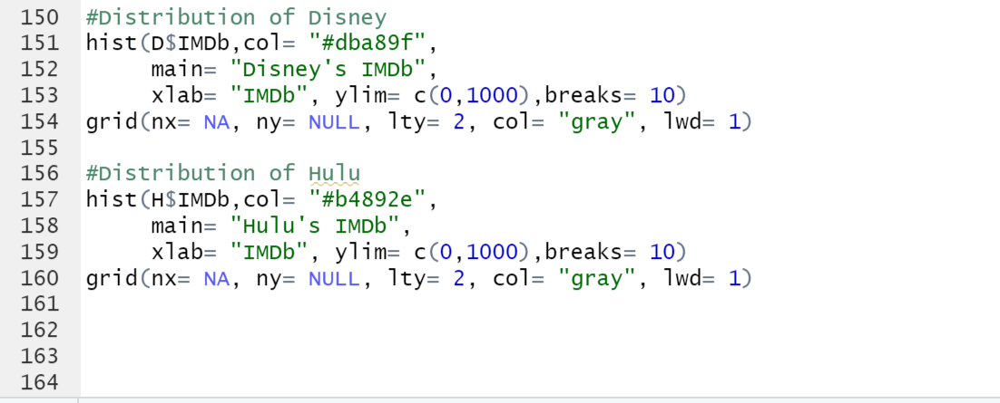 150 #Distribution of Disney
151 hist(D$IMDb,col= "#dba89f",
152      main= "Disney's IMDb",
153      xlab= "IMDb", ylim= c(0,1000),breaks= 10)
154 grid(nx= NA, ny= NULL, lty= 2, col= "gray", lwd= 1)
155
156 #Distribution of Hulu
157 hist(H$IMDb,col= "#b4892e",
158      main= "Hulu's IMDb",
159      xlab= "IMDb", ylim= c(0,1000),breaks= 10)
160 grid(nx= NA, ny= NULL, lty= 2, col= "gray", lwd= 1)
161
162
163
164